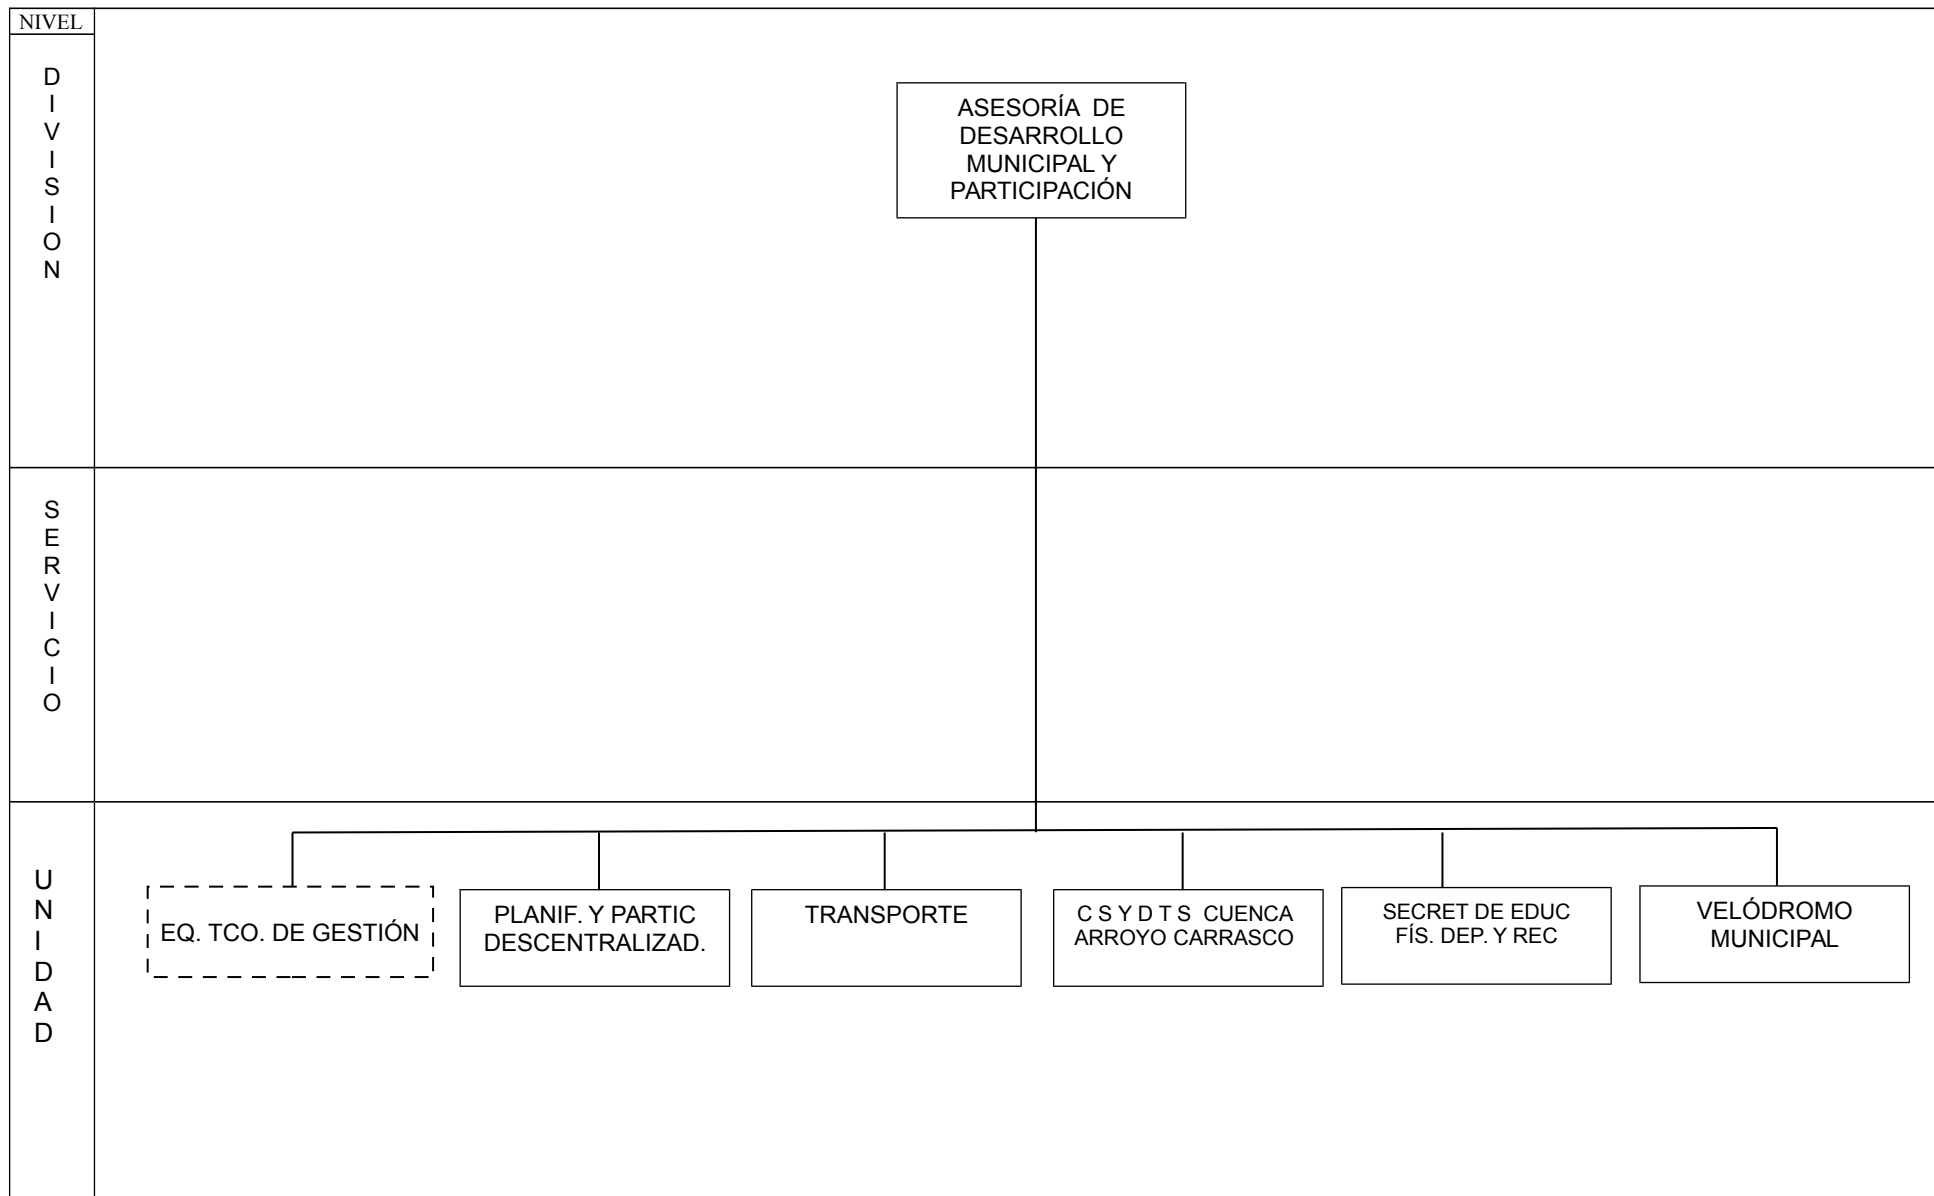 NIVEL
D
I
V
I
S
I
O
N
ASESORÍA DE
DESARROLLO
MUNICIPAL Y
PARTICIPACIÓN
S
E
R
V
I
C
I
O
U
N
I
D
A
D
EQ. TCO. DE GESTIÓN
PLANIF. Y PARTIC
DESCENTRALIZAD.
TRANSPORTE
C S Y D T S CUENCA
ARROYO CARRASCO
SECRET DE EDUC
FÍS. DEP. Y REC
VELÓDROMO
MUNICIPAL